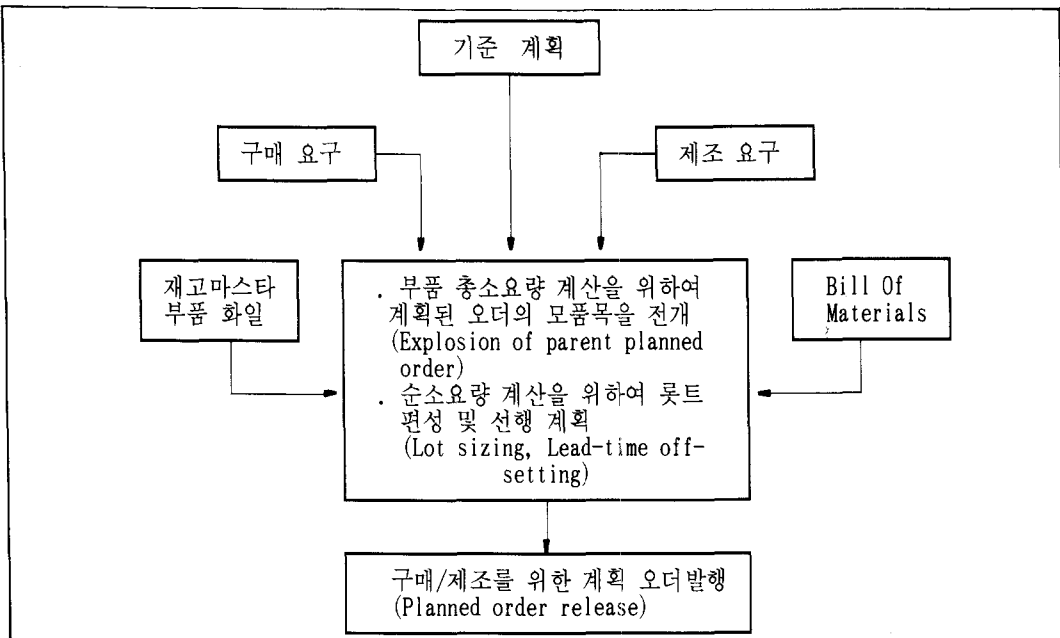 기준 계획
구매 요구
제조 요구
재고마스타
부품 화일
. 부품 총소요량 계산을 위하여
계획된 오더의 모품목을 전개
(Explosion of parent planned
order)
. 순소요량 계산을 위하여 롯트
편성 및 선행 계획
(Lot sizing, Lead-time off-
setting)
Bill Of
Materials
구매/제조를 위한 계획 오더발행
(Planned order release)